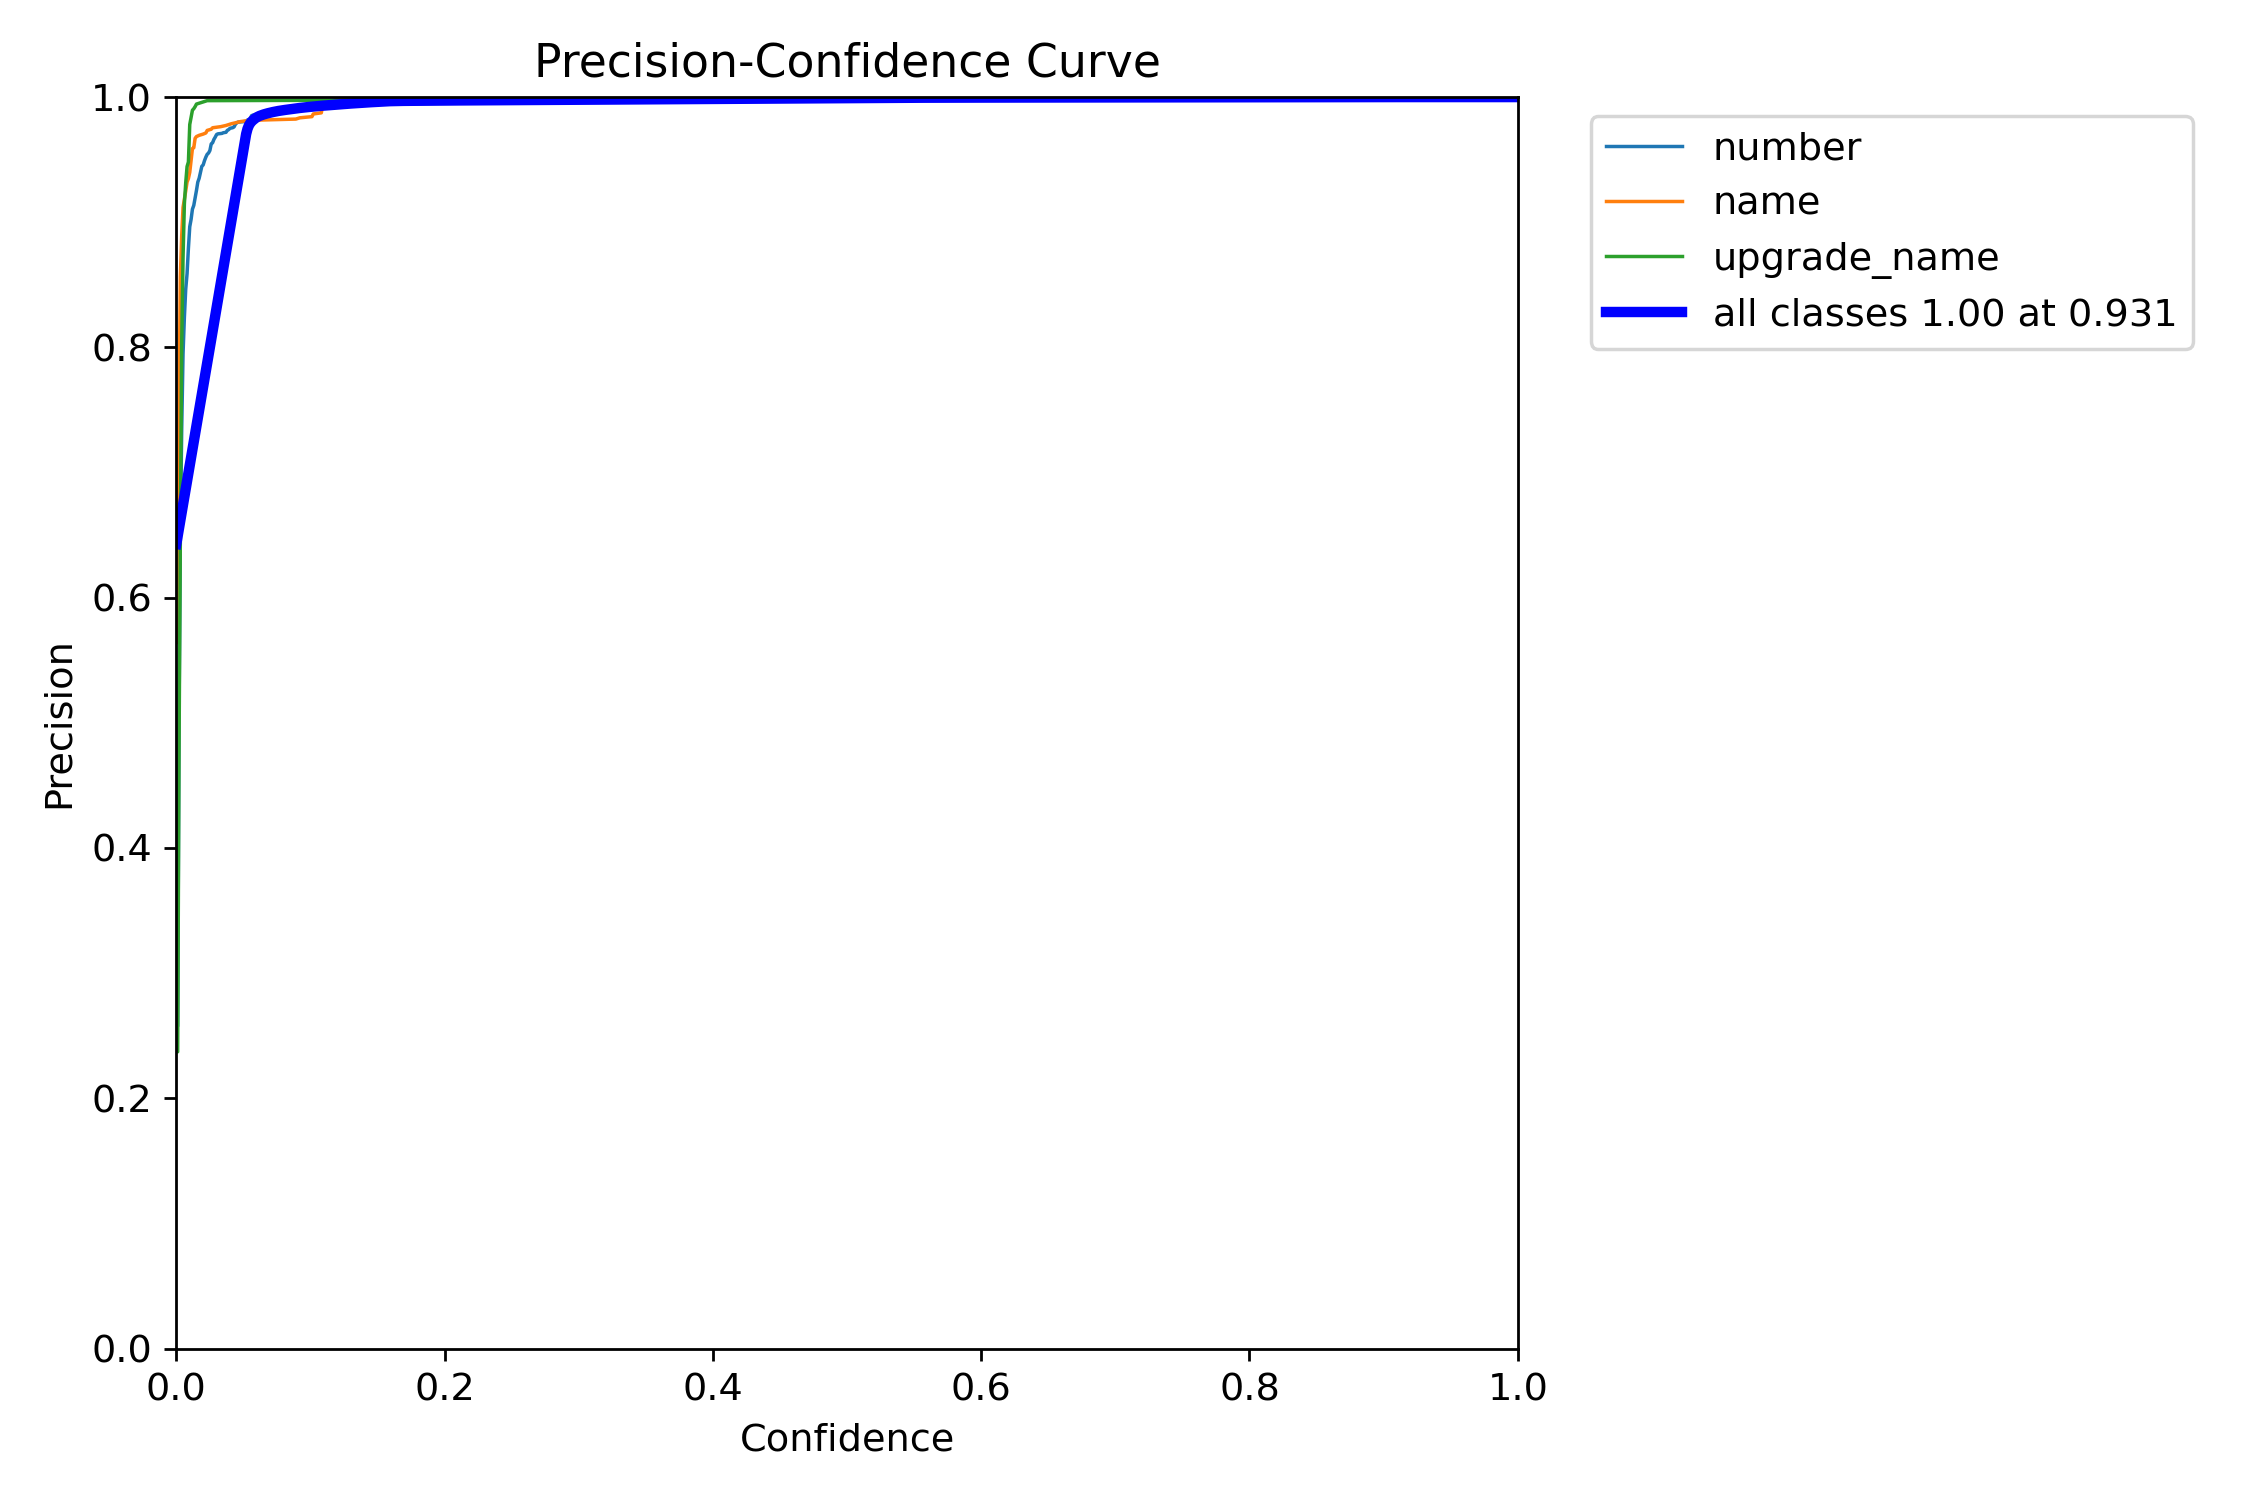 Precision-Confidence Curve
1.0
0.8
0.6
0.4
0.2
0.0
Precision
0.0 0.2 0.4 0.6 0.8 1.0
Confidence
number
name
upgrade_name
all classes 1.00 at 0.931